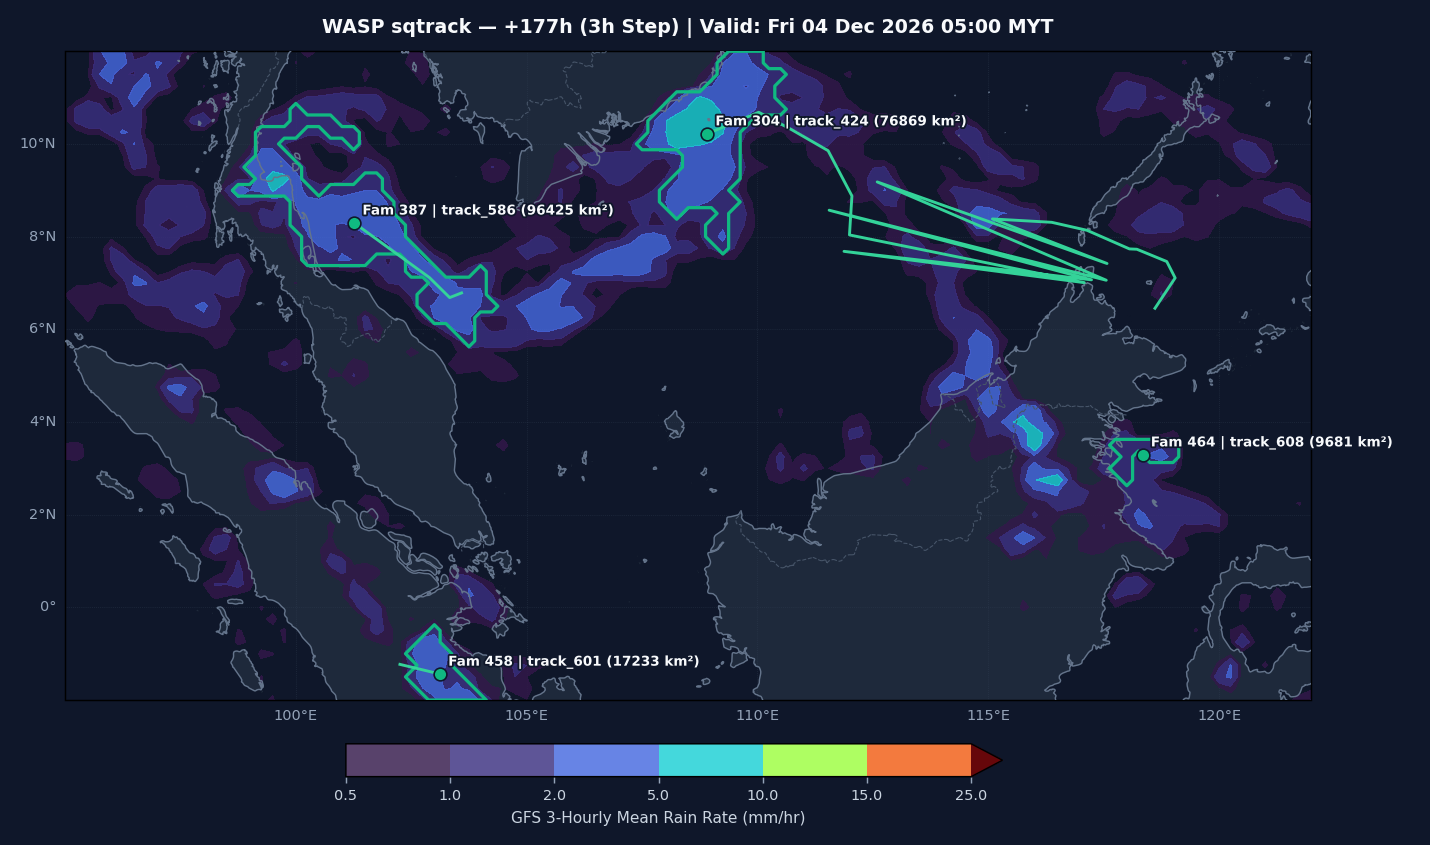 WASP sqtrack — +177h (3h Step) | Valid: Fri 04 Dec 2026 05:00 MYT
Fam 304 | track_424 (76869 km²)
10°N
Fam 387 | track_586 (96425 km²)
8°N
6°N
4°N
Fam 464 | track_608 (9681 km²)
2°N
0°
Fam 458 | track_601 (17233 km²)
100°E 105°E 110°E 115°E 120°E
0.5 1.0 2.0 5.0 10.0 15.0 25.0
GFS 3-Hourly Mean Rain Rate (mm/hr)